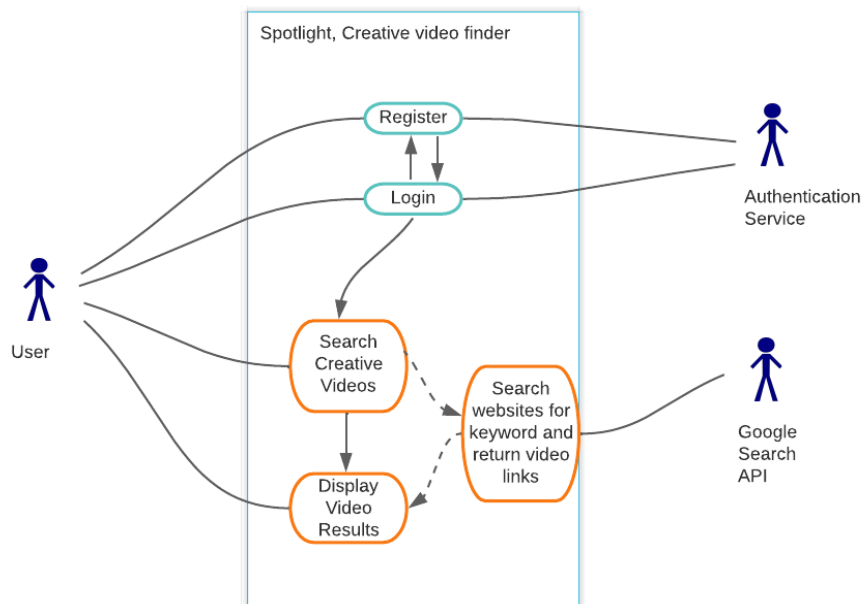 Spotlight, Creative video finder
Register
Login
Authentication
Service
User
Search
Creative
Videos
Search
websites for
keyword and
return video
links
Google
Search
API
Display
Video
Results